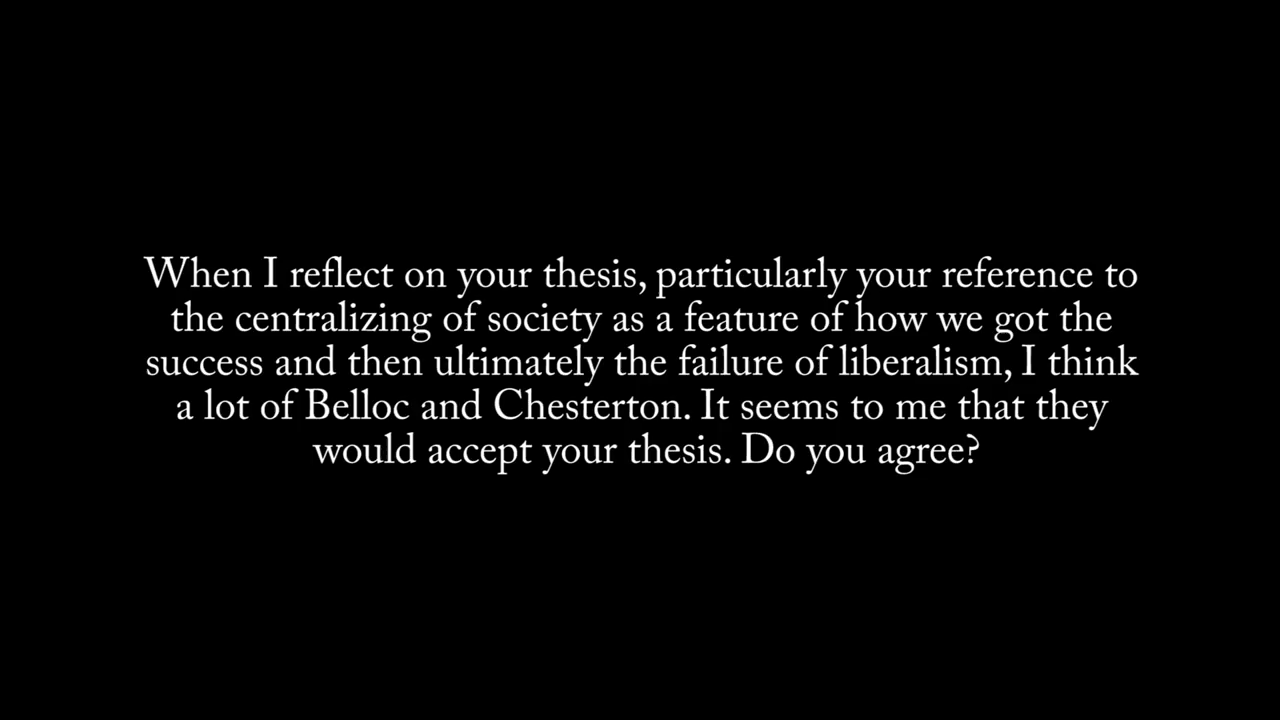 When I reflect on your thesis, particularly your reference to
the centralizing of society as a feature of how we got the
success and then ultimately the failure of liberalism, I think
a lot of Belloc and Chesterton. It seems to me that they
would accept your thesis. Do you agree?